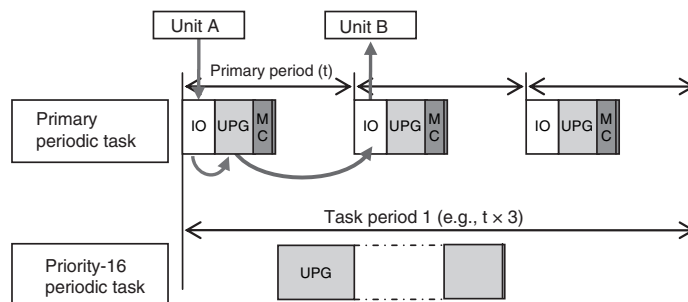 Unit A
Unit B
Primary period (t)
Primary
periodic task
IO
UPG
M
C
IO
UPG
M
C
IO
UPG
M
C
Task period 1 (e.g., t × 3)
Priority-16
periodic task
UPG